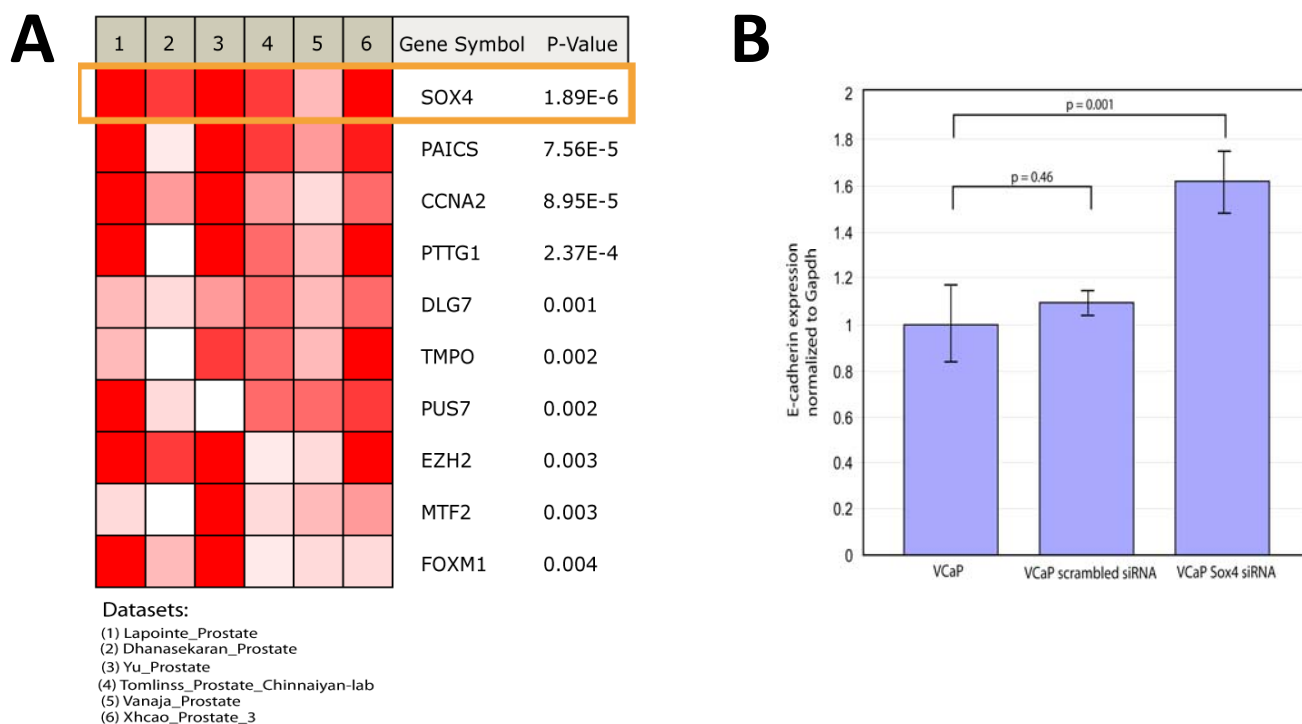 A
1 2 3 4 5 6 Gene Symbol P-Value
SOX4 1.89E-6
PAICS 7.56E-5
CCNA2 8.95E-5
PTTG1 2.37E-4
DLG7 0.001
TMPO 0.002
PUS7 0.002
EZH2 0.003
MTF2 0.003
FOXM1 0.004
Datasets:
(1) Lapointe_Prostate
(2) Dhanasekaran_Prostate
(3) Yu_Prostate
(4) Tomlinss_Prostate_Chinnaiyan-lab
(5) Vanaja_Prostate
(6) Xhcao_Prostate_3
B
E-cadherin expression
normalized to Gapdh
2
1.8
1.6
1.4
1.2
1
0.8
0.6
0.4
0.2
0
p = 0.001
p = 0.46
VCaP
VCaP scrambled siRNA
VCaP Sox4 siRNA